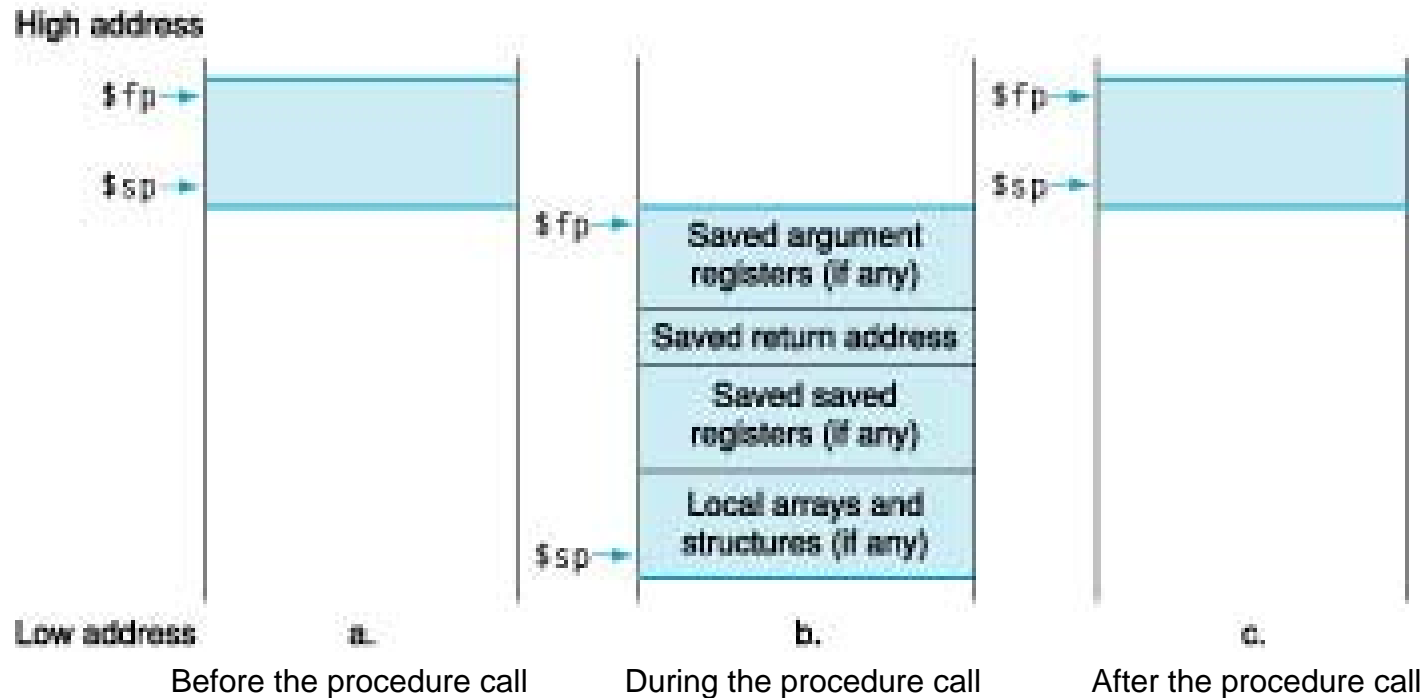 High address
$fp
$sp
$fp
Saved argument
registers (if any)
Saved return address
Saved saved
registers (if any)
Local arrays and
structures (if any)
$sp
$fp
$sp
Low address
a.
b.
c.
Before the procedure call
During the procedure call
After the procedure call